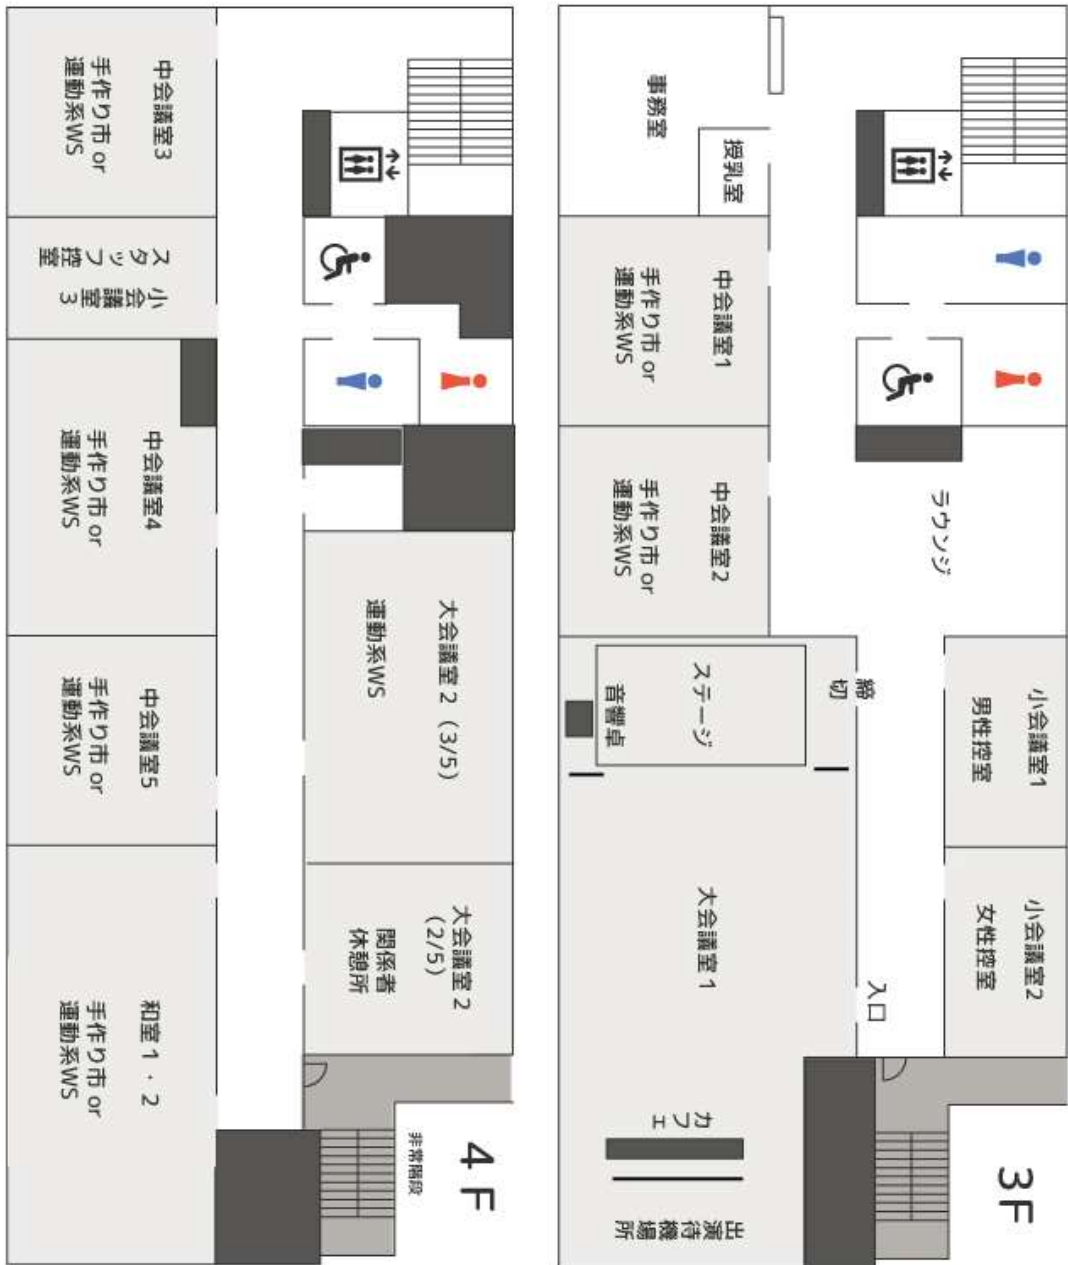 3F
事務室
授乳室
中会議室1
手作り市 or
運動系WS
中会議室2
手作り市 or
運動系WS
ラウンジ
ステージ
音響卓
締切
小会議室1
男性控室
小会議室2
女性控室
大会議室1
入口
カフェ
出演待機場所
4F
中会議室3
手作り市 or
運動系WS
小会議室3
スタッフ控室
中会議室4
手作り市 or
運動系WS
中会議室5
手作り市 or
運動系WS
和室1・2
手作り市 or
運動系WS
大会議室2(3/5)
運動系WS
大会議室2
(2/5)
関係者
休憩所
非常階段